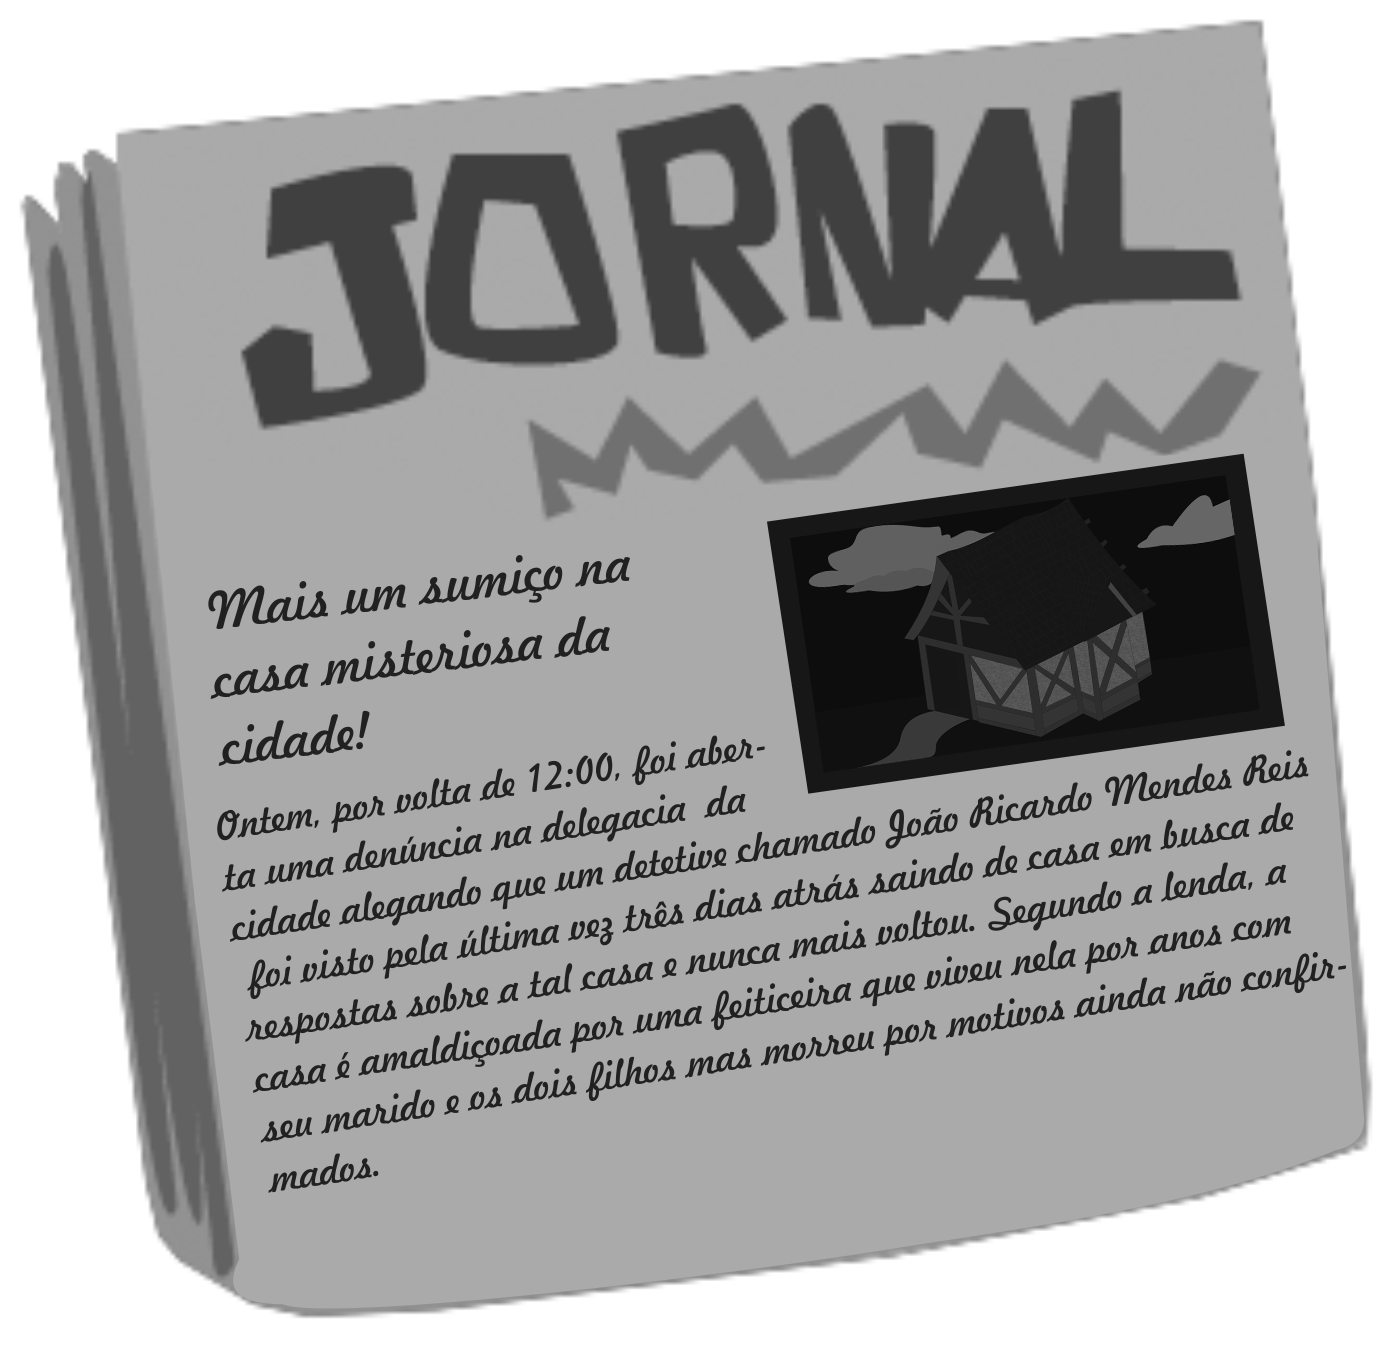 JORNAL
Mais um sumiço na
casa misteriosa da
cidade!
Ontem, por volta de 12:00, foi aber-
ta uma denúncia na delegacia da
cidade alegando que um detetive chamado João Ricardo Mendes Reis
foi visto pela última vez três dias atrás saindo de casa em busca de
respostas sobre a tal casa e nunca mais voltou. Segundo a lenda, a
casa é amaldiçoada por uma feiticeira que viveu nela por anos com
seu marido e os dois filhos mas morreu por motivos ainda não confir-
mados.